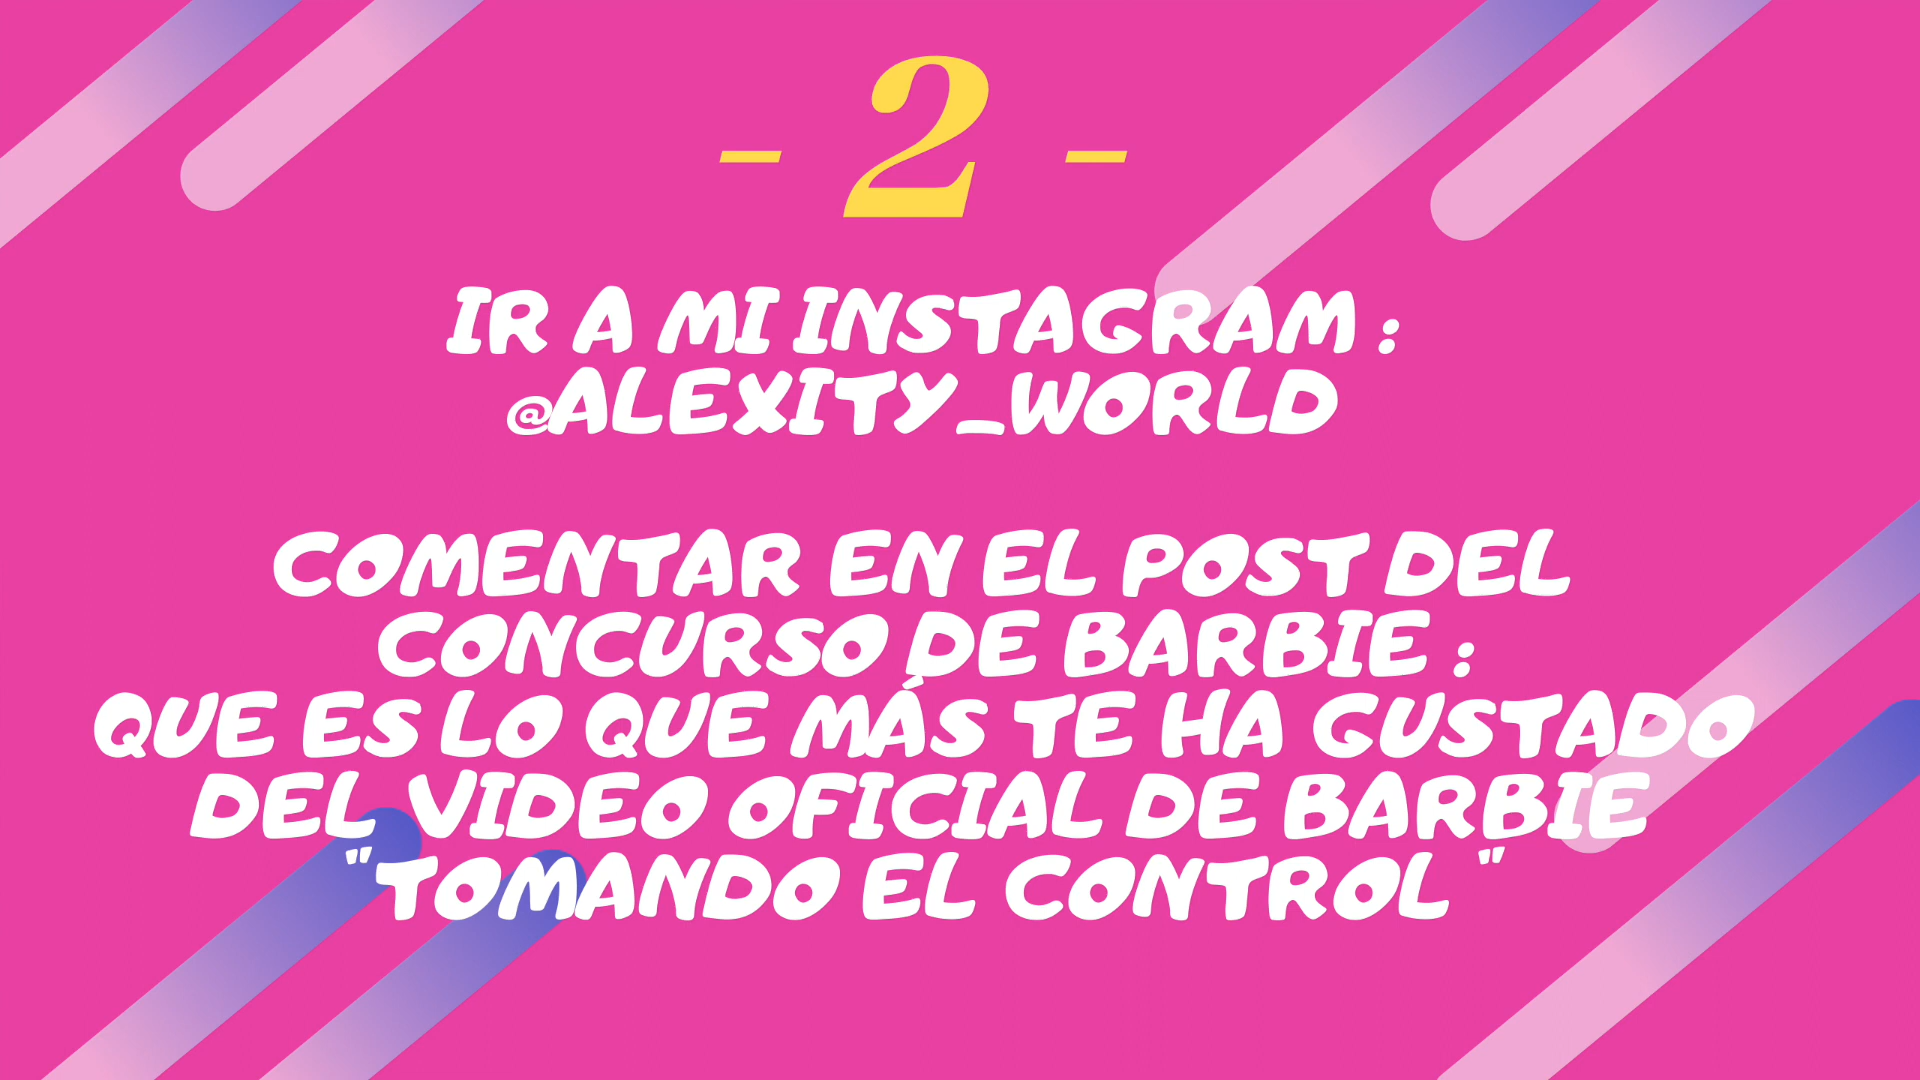 - 2 -
IR A MI INSTAGRAM :
@ALEXITY_WORLD
COMENTAR EN EL POST DEL
CONCURSO DE BARBIE :
QUE ES LO QUE MÁS TE HA GUSTADO
DEL VIDEO OFICIAL DE BARBIE
"TOMANDO EL CONTROL "